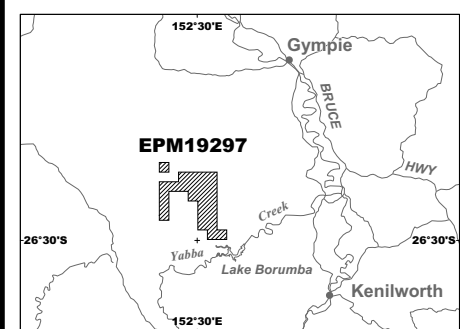 152°30'E
Gympie
BRUCE
EPM19297
HWY
Creek
26°30'S
26°30'S
Yabba
Lake Borumba
Kenilworth
152°30'E